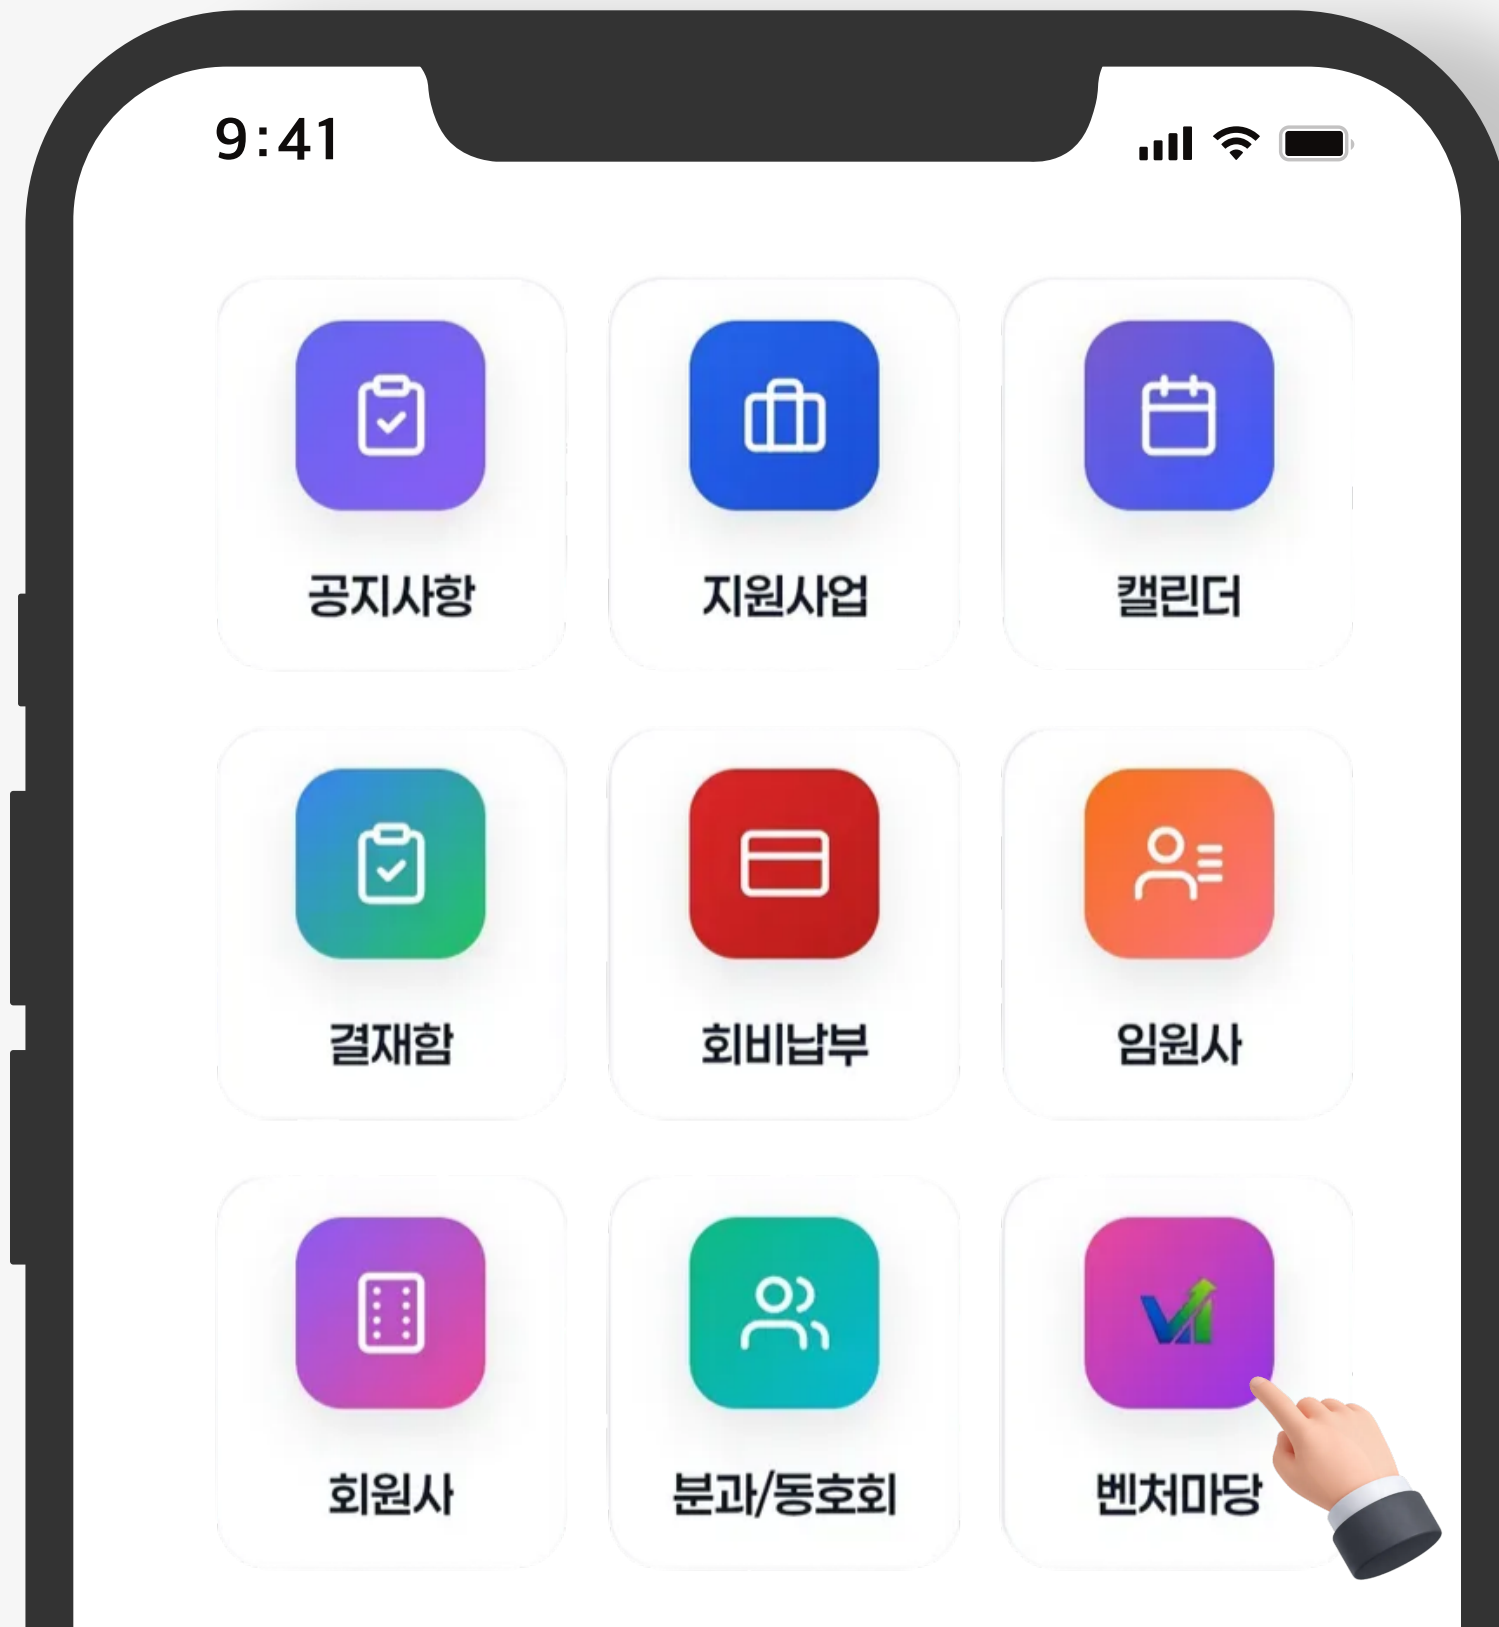 9:41
공지사항
지원사업
캘린더
결재함
회비납부
임원사
회원사
분과/동호회
벤처마당